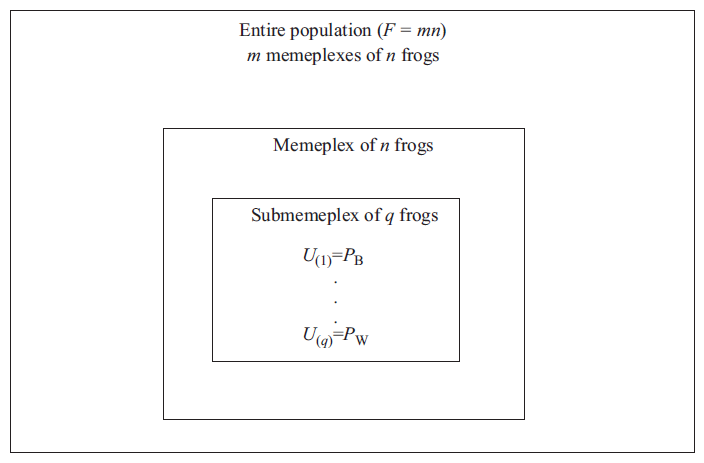 Entire population (F = mn)
m memeplexes of n frogs
Memeplex of n frogs
Submemeplex of q frogs
U(1)=PB
.
.
.
U(q)=PW